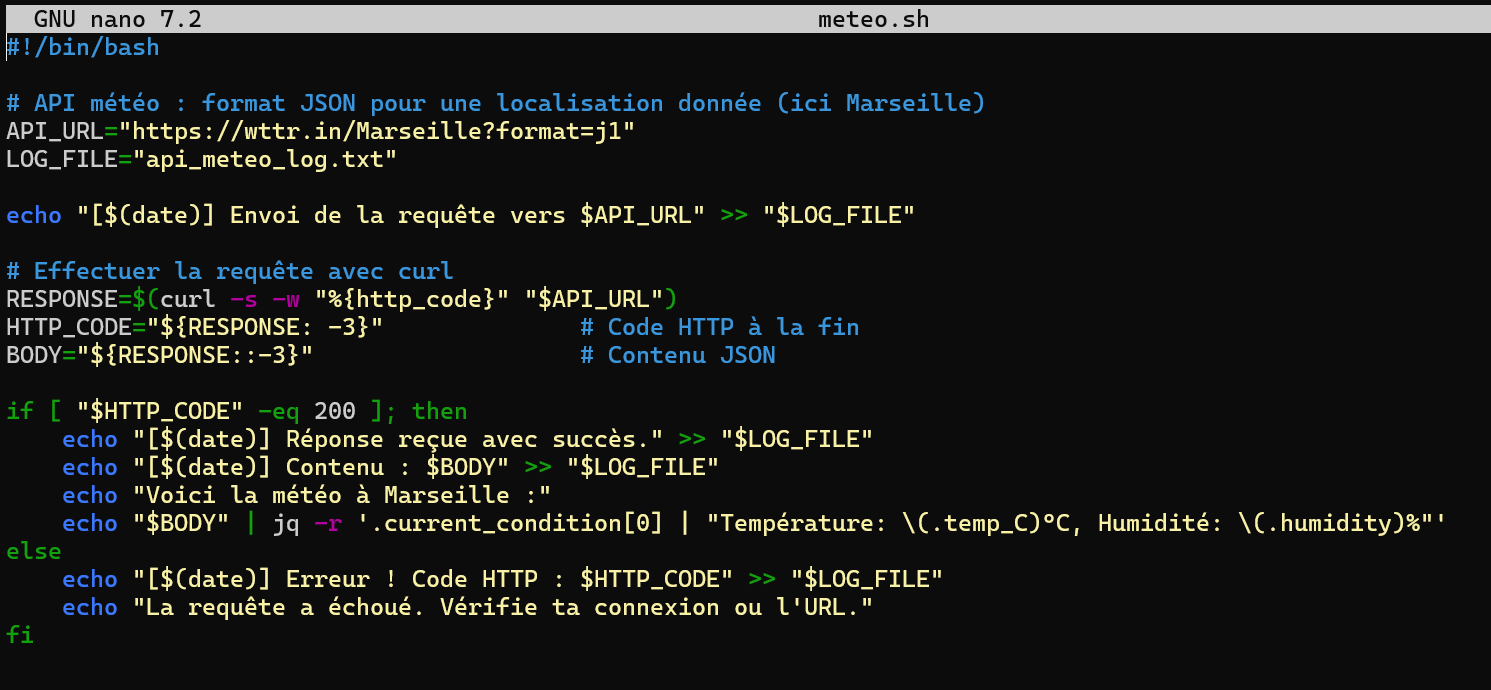 GNU nano 7.2 meteo.sh
#!/bin/bash
# API météo : format JSON pour une localisation donnée (ici Marseille)
API_URL="https://wttr.in/Marseille?format=j1"
LOG_FILE="api_meteo_log.txt"
echo "[$(date)] Envoi de la requête vers $API_URL" >> "$LOG_FILE"
# Effectuer la requête avec curl
RESPONSE=$(curl -s -w "%{http_code}" "$API_URL")
HTTP_CODE="${RESPONSE: -3}" # Code HTTP à la fin
BODY="${RESPONSE::-3}" # Contenu JSON
if [ "$HTTP_CODE" -eq 200 ]; then
    echo "[$(date)] Réponse reçue avec succès." >> "$LOG_FILE"
    echo "[$(date)] Contenu : $BODY" >> "$LOG_FILE"
    echo "Voici la météo à Marseille :"
    echo "$BODY" | jq -r '.current_condition[0] | "Température: \(.temp_C)°C, Humidité: \(.humidity)%"'
else
    echo "[$(date)] Erreur ! Code HTTP : $HTTP_CODE" >> "$LOG_FILE"
    echo "La requête a échoué. Vérifie ta connexion ou l'URL."
fi